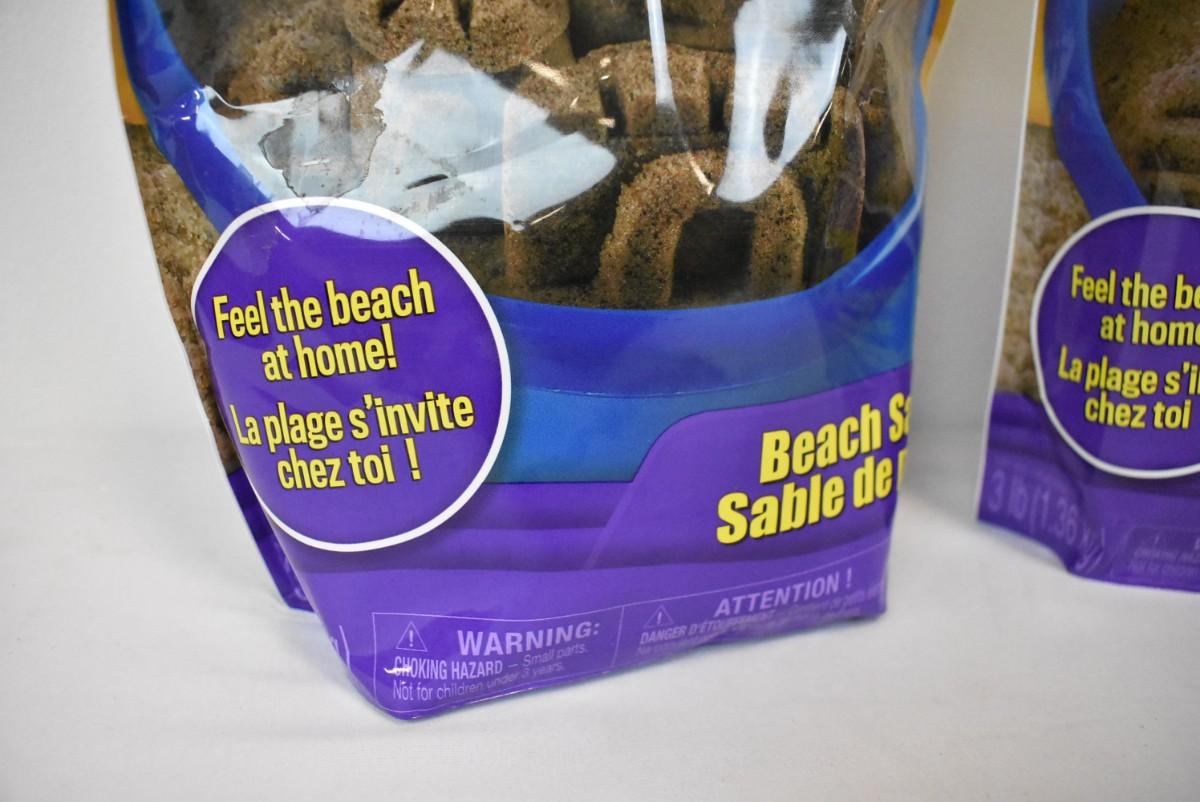 Feel the beach
at home!
La plage s'invite
chez toi !
Beach Sa
Sable de
WARNING:
CHOKING HAZARD — Small parts.
Not for children under 3 years.
ATTENTION !
DANGER D'ÉTOUFFEMENT
Feel the be
at home
La plage s'i
chez toi
3 lb (1.36 kg)